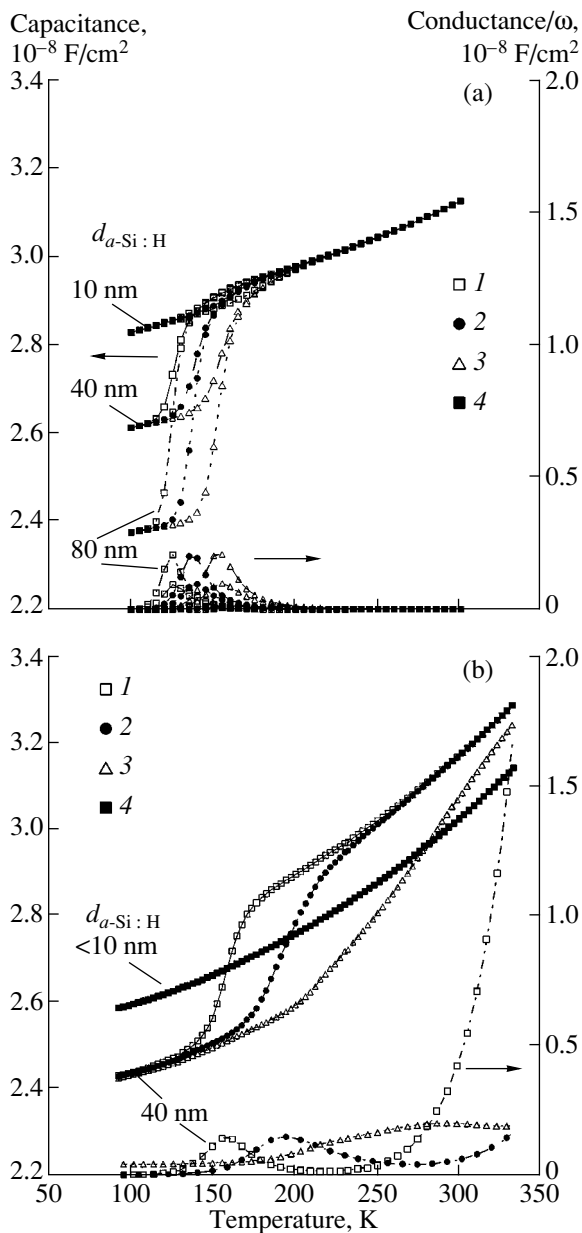 Capacitance,
10⁻⁸ F/cm²
Conductance/ω,
10⁻⁸ F/cm²
3.4
2.0
(a)
3.2
1.5
d a-Si : H
3.0
10 nm
1
2
3
4
2.8
1.0
40 nm
2.6
0.5
2.4
80 nm
2.2
0
3.4
2.0
(b)
1
2
3
4
3.2
1.5
3.0
d a-Si : H
<10 nm
2.8
1.0
2.6
0.5
2.4
40 nm
2.2
0
50
100
150
200
250
300
350
Temperature, K